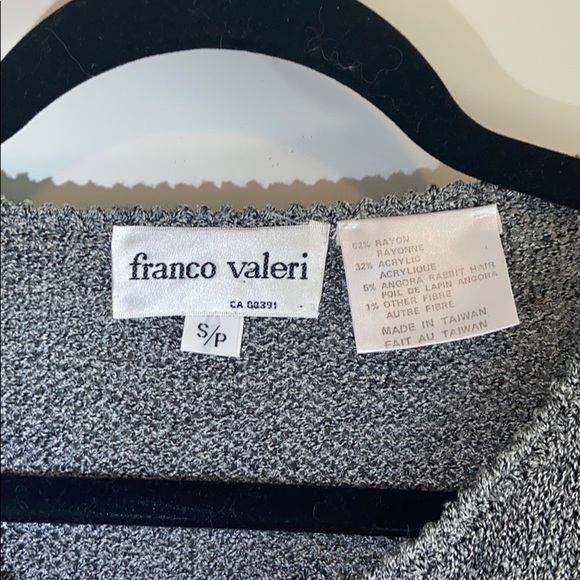 franco valeri
CA 00391
S/P
62% RAYON
RAYONNE
32% ACRYLIC
ACRYLIQUE
5% ANGORA RABBIT HAIR
POIL DE LAPIN ANGORA
1% OTHER FIBRE
AUTRE FIBRE
MADE IN TAIWAN
FAIT AU TAIWAN